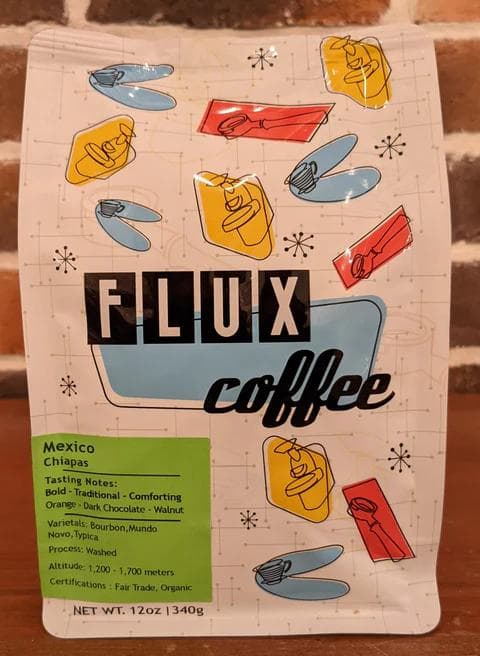 FLUX
coffee
Mexico
Chiapas
Tasting Notes:
Bold - Traditional - Comforting
Orange - Dark Chocolate - Walnut
Varietals: Bourbon,Mundo
Novo,Typica
Process: Washed
Altitude: 1,200 - 1,700 meters
Certifications : Fair Trade, Organic
NET WT. 12oz | 340g